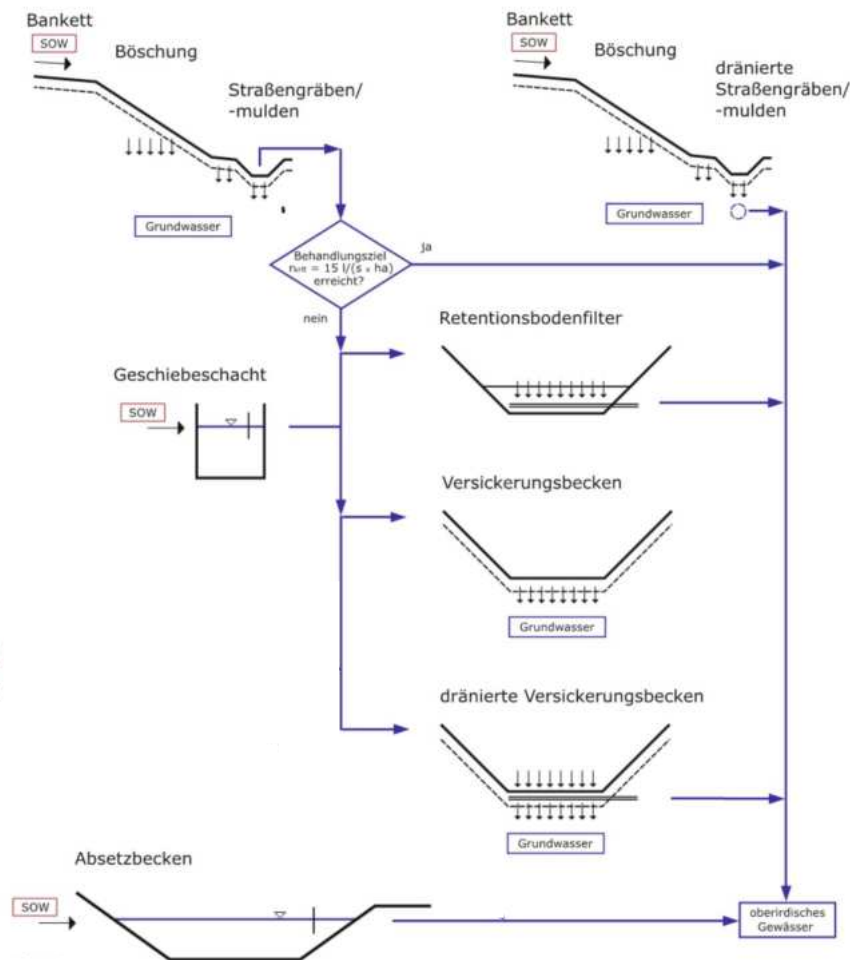 Bankett
SOW
Böschung
Straßengräben/
-mulden
Grundwasser
Bankett
SOW
Böschung
dränierte
Straßengräben/
-mulden
Grundwasser
Behandlungsziel
rkrit = 15 l/(s x ha)
erreicht?
ja
nein
Retentionsbodenfilter
Geschiebeschacht
SOW
Versickerungsbecken
Grundwasser
dränierte Versickerungsbecken
Grundwasser
Absetzbecken
SOW
oberirdisches
Gewässer